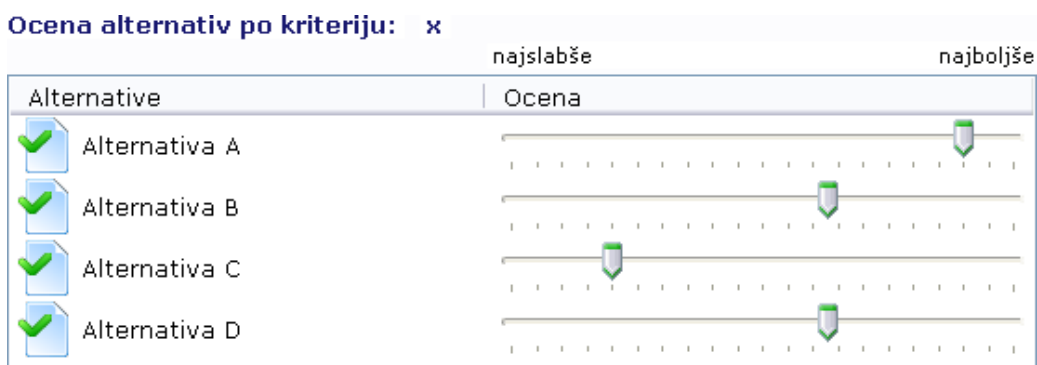 Ocena alternativ po kriteriju: x
najslabše najboljše
Alternative Ocena
Alternativa A
Alternativa B
Alternativa C
Alternativa D